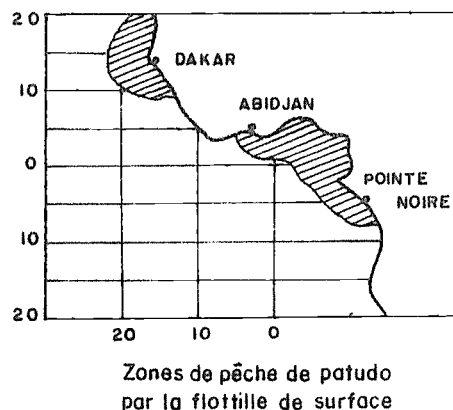 20
10
DAKAR
ABIDJAN
0
POINTE
NOIRE
10
20
20 10 0
Zones de pêche de patudo
par la flottille de surface